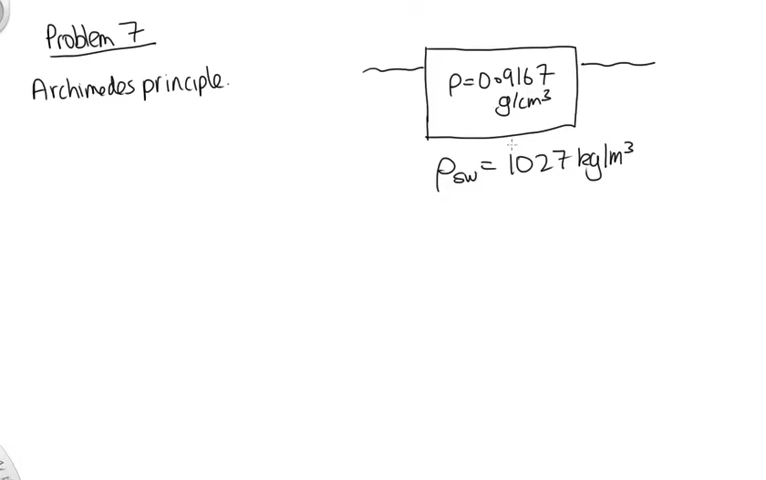 Problem 7
Archimedes principle.
ρ=0.9167
g/cm³
ρsw = 1027 kg/m³